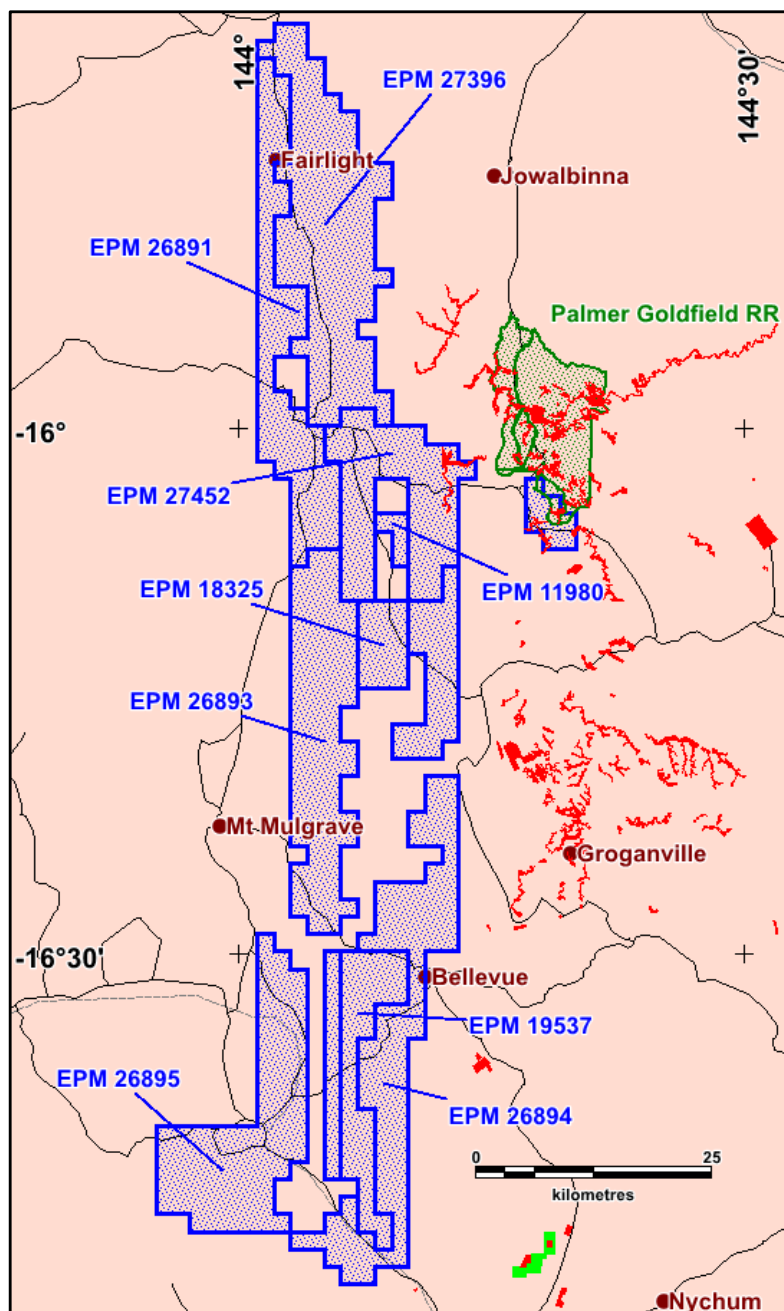 144°
144°30'
EPM 27396
Fairlight
Jowalbinna
EPM 26891
Palmer Goldfield RR
-16°
EPM 27452
EPM 18325
EPM 11980
EPM 26893
Mt Mulgrave
Groganville
-16°30'
Bellevue
EPM 19537
EPM 26895
EPM 26894
0 25
kilometres
Nychum